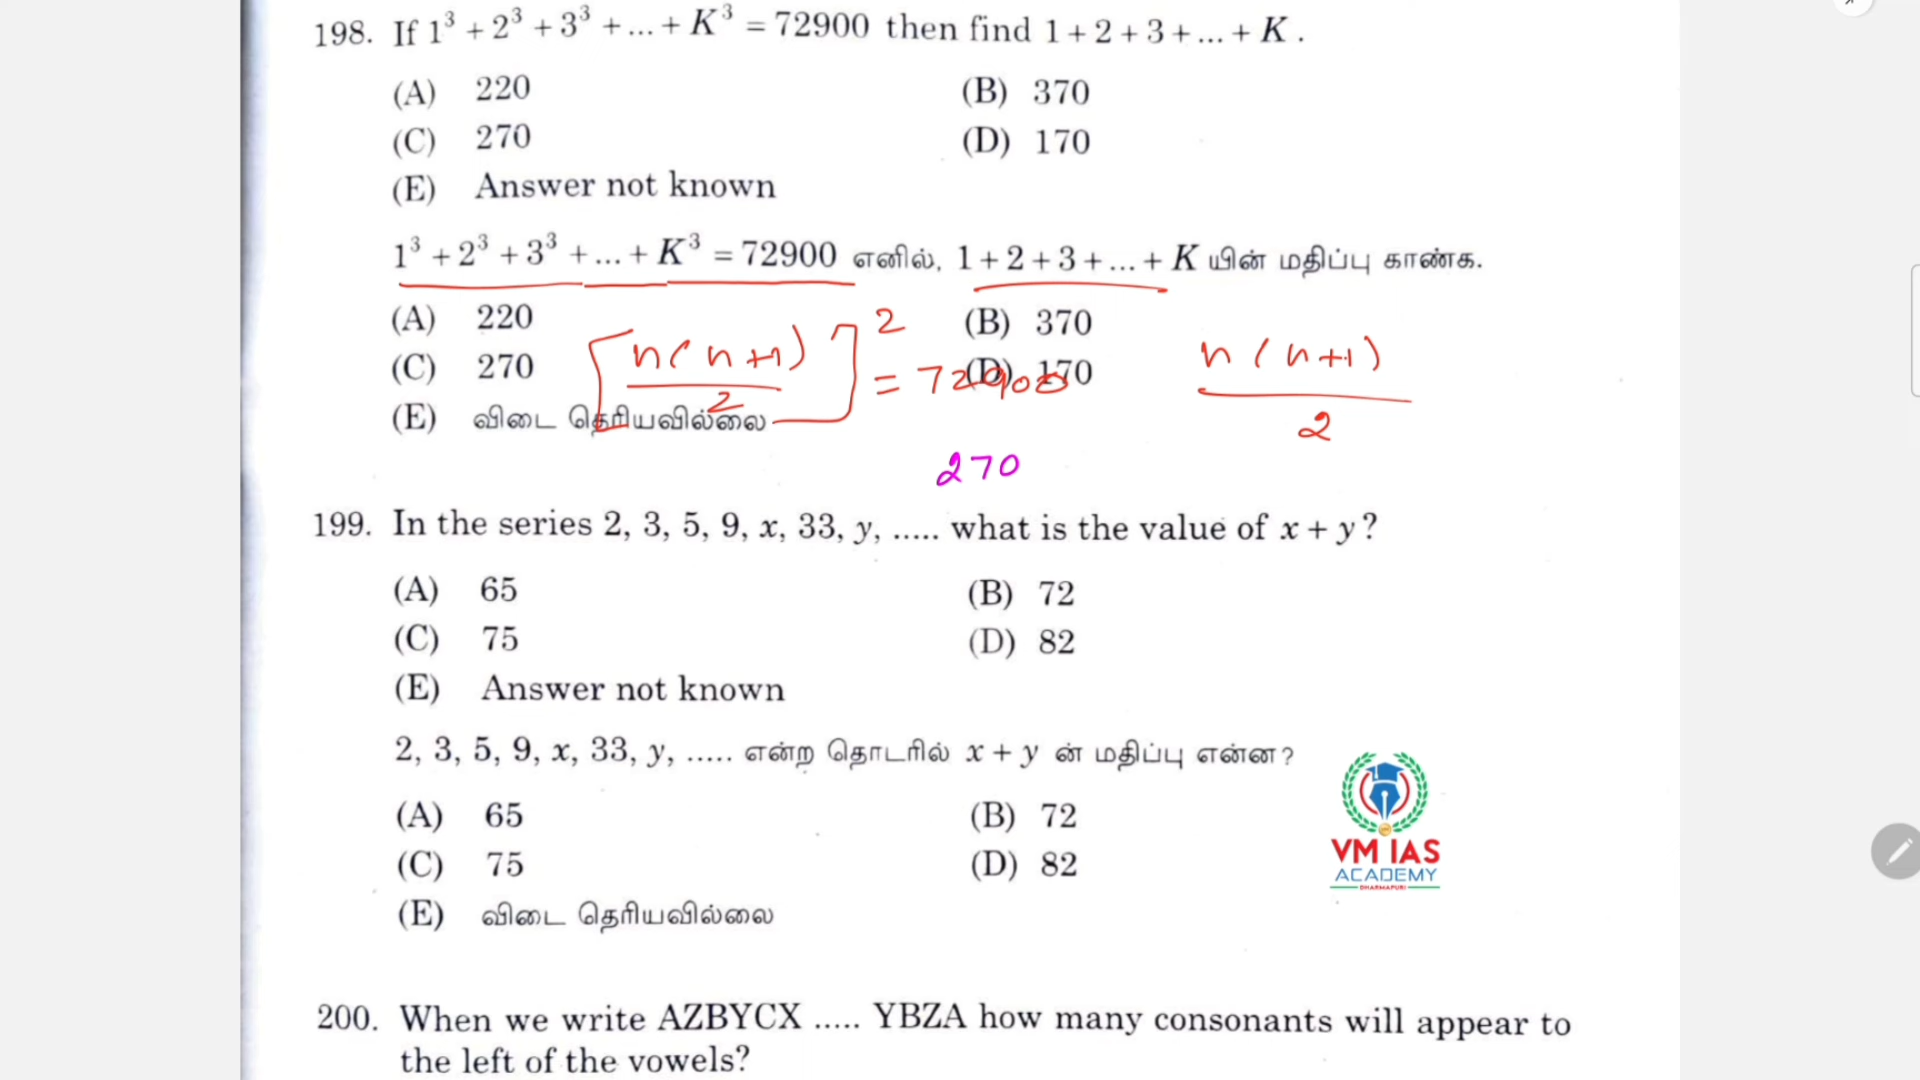 198. If 1³ + 2³ + 3³ + ... + K³ = 72900 then find 1 + 2 + 3 + ... + K .
(A) 220 (B) 370
(C) 270 (D) 170
(E) Answer not known
1³ + 2³ + 3³ + ... + K³ = 72900 எனில், 1 + 2 + 3 + ... + K யின் மதிப்பு காண்க.
(A) 220 (B) 370
(C) 270 (D) 170
(E) விடை தெரியவில்லை
[n(n+1)/2]² = 72900
n(n+1)/2
270
199. In the series 2, 3, 5, 9, x, 33, y, ..... what is the value of x + y?
(A) 65 (B) 72
(C) 75 (D) 82
(E) Answer not known
2, 3, 5, 9, x, 33, y, ..... என்ற தொடரில் x + y ன் மதிப்பு என்ன?
(A) 65 (B) 72
(C) 75 (D) 82
(E) விடை தெரியவில்லை
VM IAS
ACADEMY
DHARMAPURI
200. When we write AZBYCX ..... YBZA how many consonants will appear to
the left of the vowels?